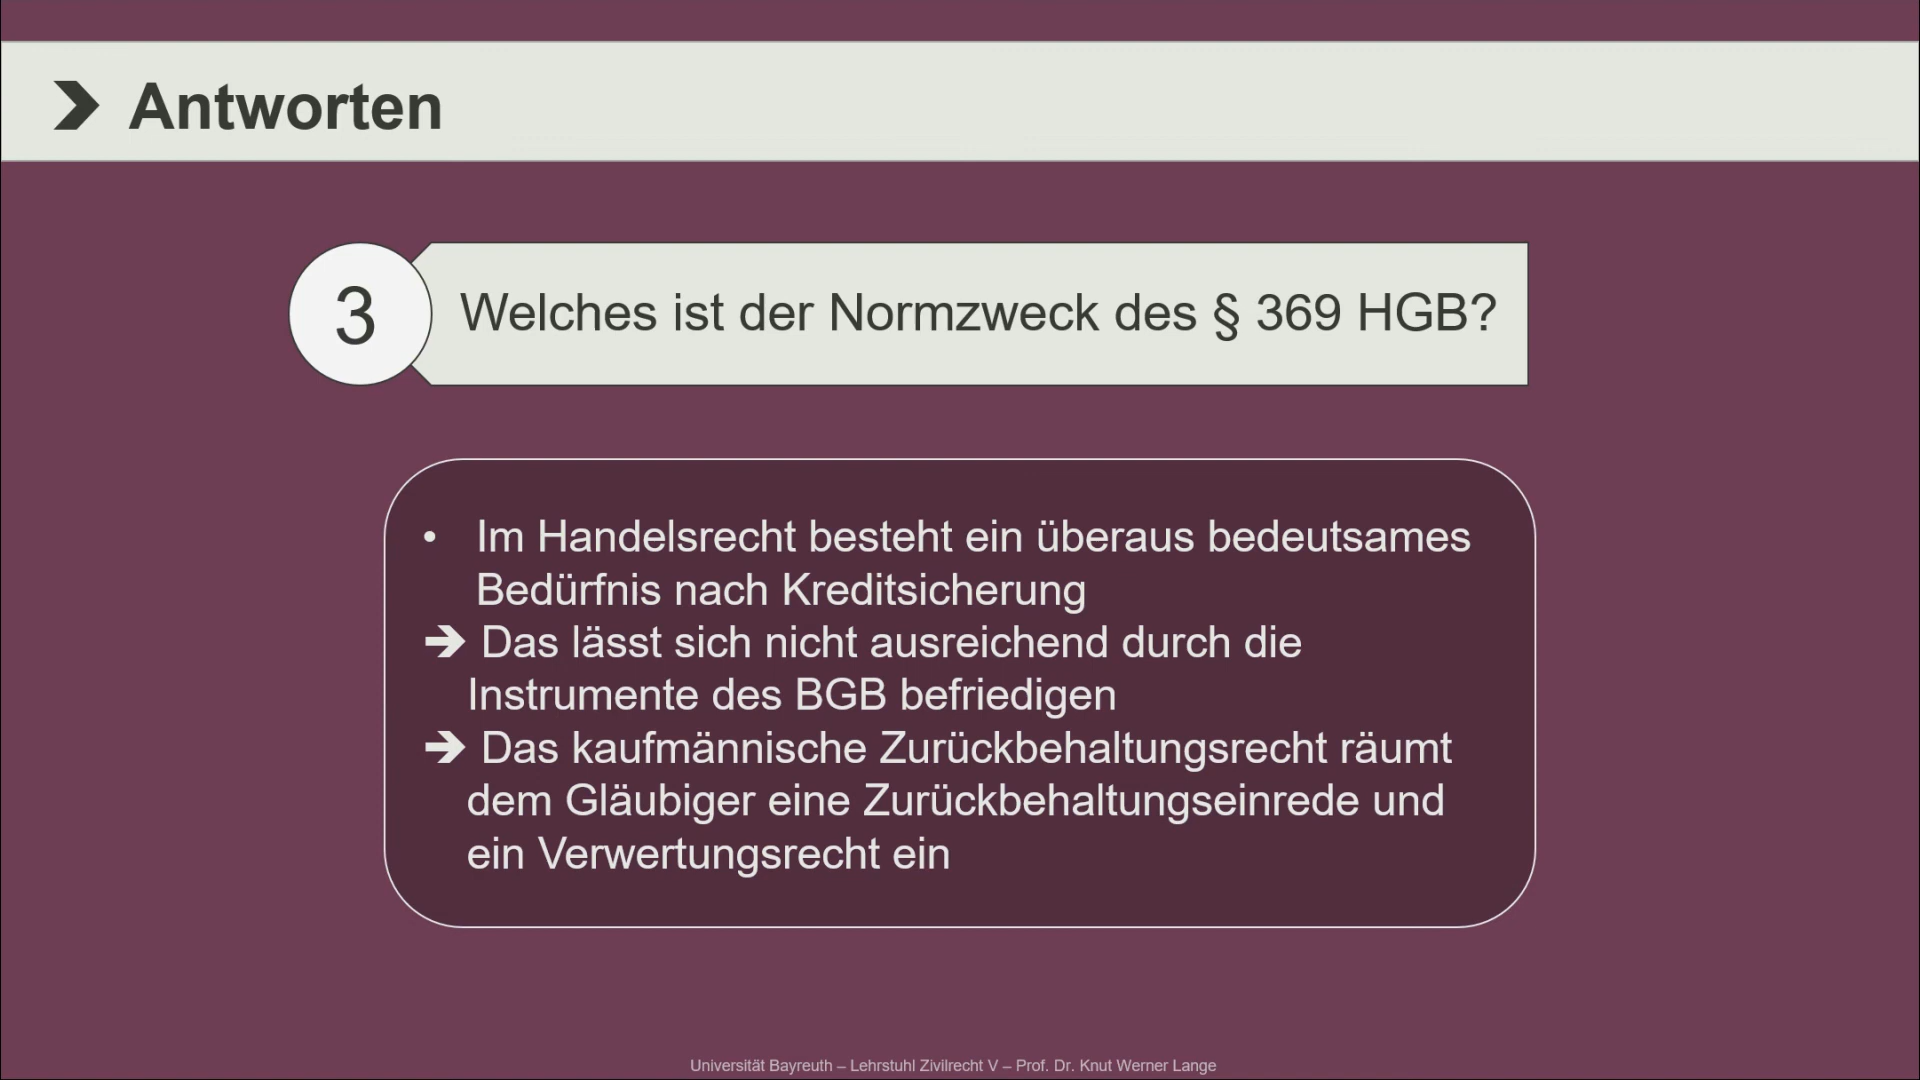 Antworten
3
Welches ist der Normzweck des § 369 HGB?
• Im Handelsrecht besteht ein überaus bedeutsames
Bedürfnis nach Kreditsicherung
➔ Das lässt sich nicht ausreichend durch die
Instrumente des BGB befriedigen
➔ Das kaufmännische Zurückbehaltungsrecht räumt
dem Gläubiger eine Zurückbehaltungseinrede und
ein Verwertungsrecht ein
Universität Bayreuth – Lehrstuhl Zivilrecht V – Prof. Dr. Knut Werner Lange